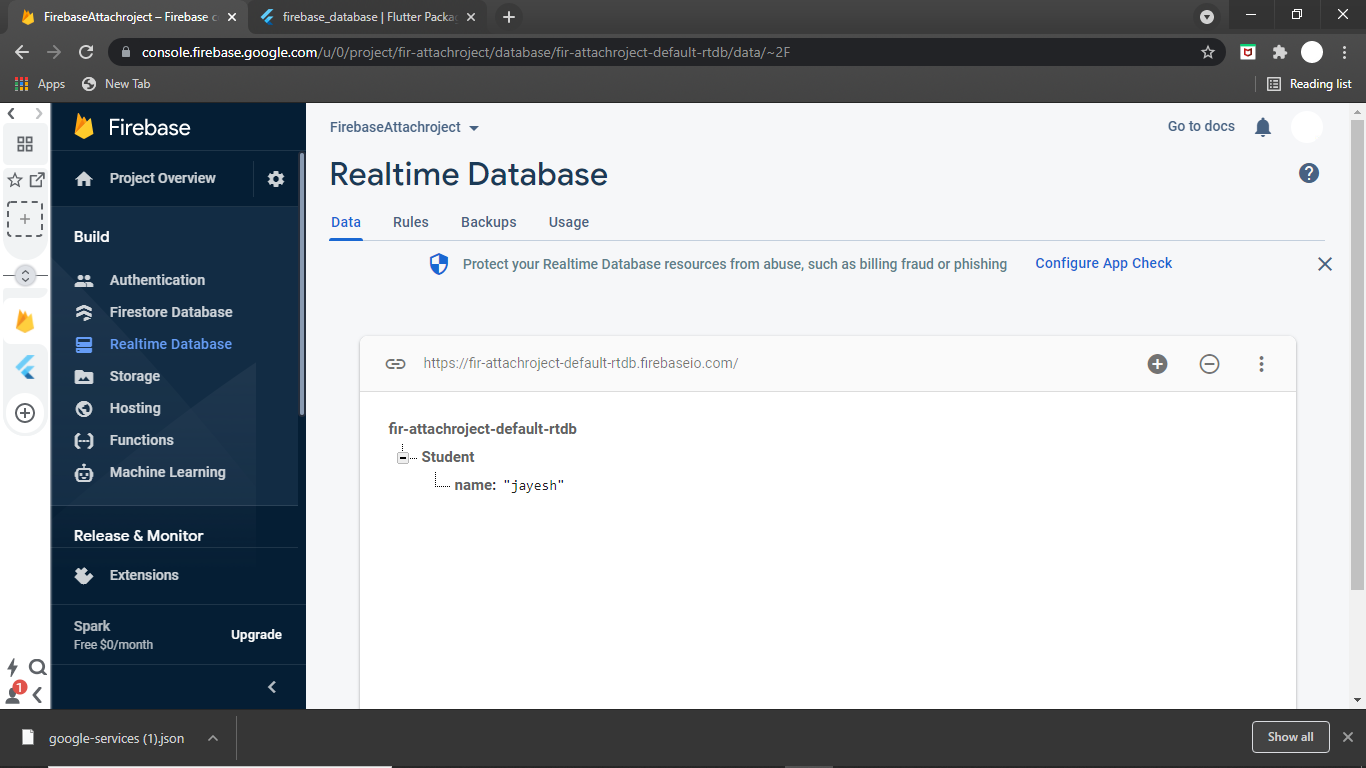 FirebaseAttachroject – Firebase c
firebase_database | Flutter Packa
console.firebase.google.com/u/0/project/fir-attachroject/database/fir-attachroject-default-rtdb/data/~2F
Apps
New Tab
Reading list
Firebase
Project Overview
Build
Authentication
Firestore Database
Realtime Database
Storage
Hosting
Functions
Machine Learning
Release & Monitor
Extensions
Spark
Free $0/month
Upgrade
1
FirebaseAttachroject
Go to docs
Realtime Database
Data Rules Backups Usage
Protect your Realtime Database resources from abuse, such as billing fraud or phishing
Configure App Check
https://fir-attachroject-default-rtdb.firebaseio.com/
fir-attachroject-default-rtdb
Student
name: "jayesh"
google-services (1).json
Show all